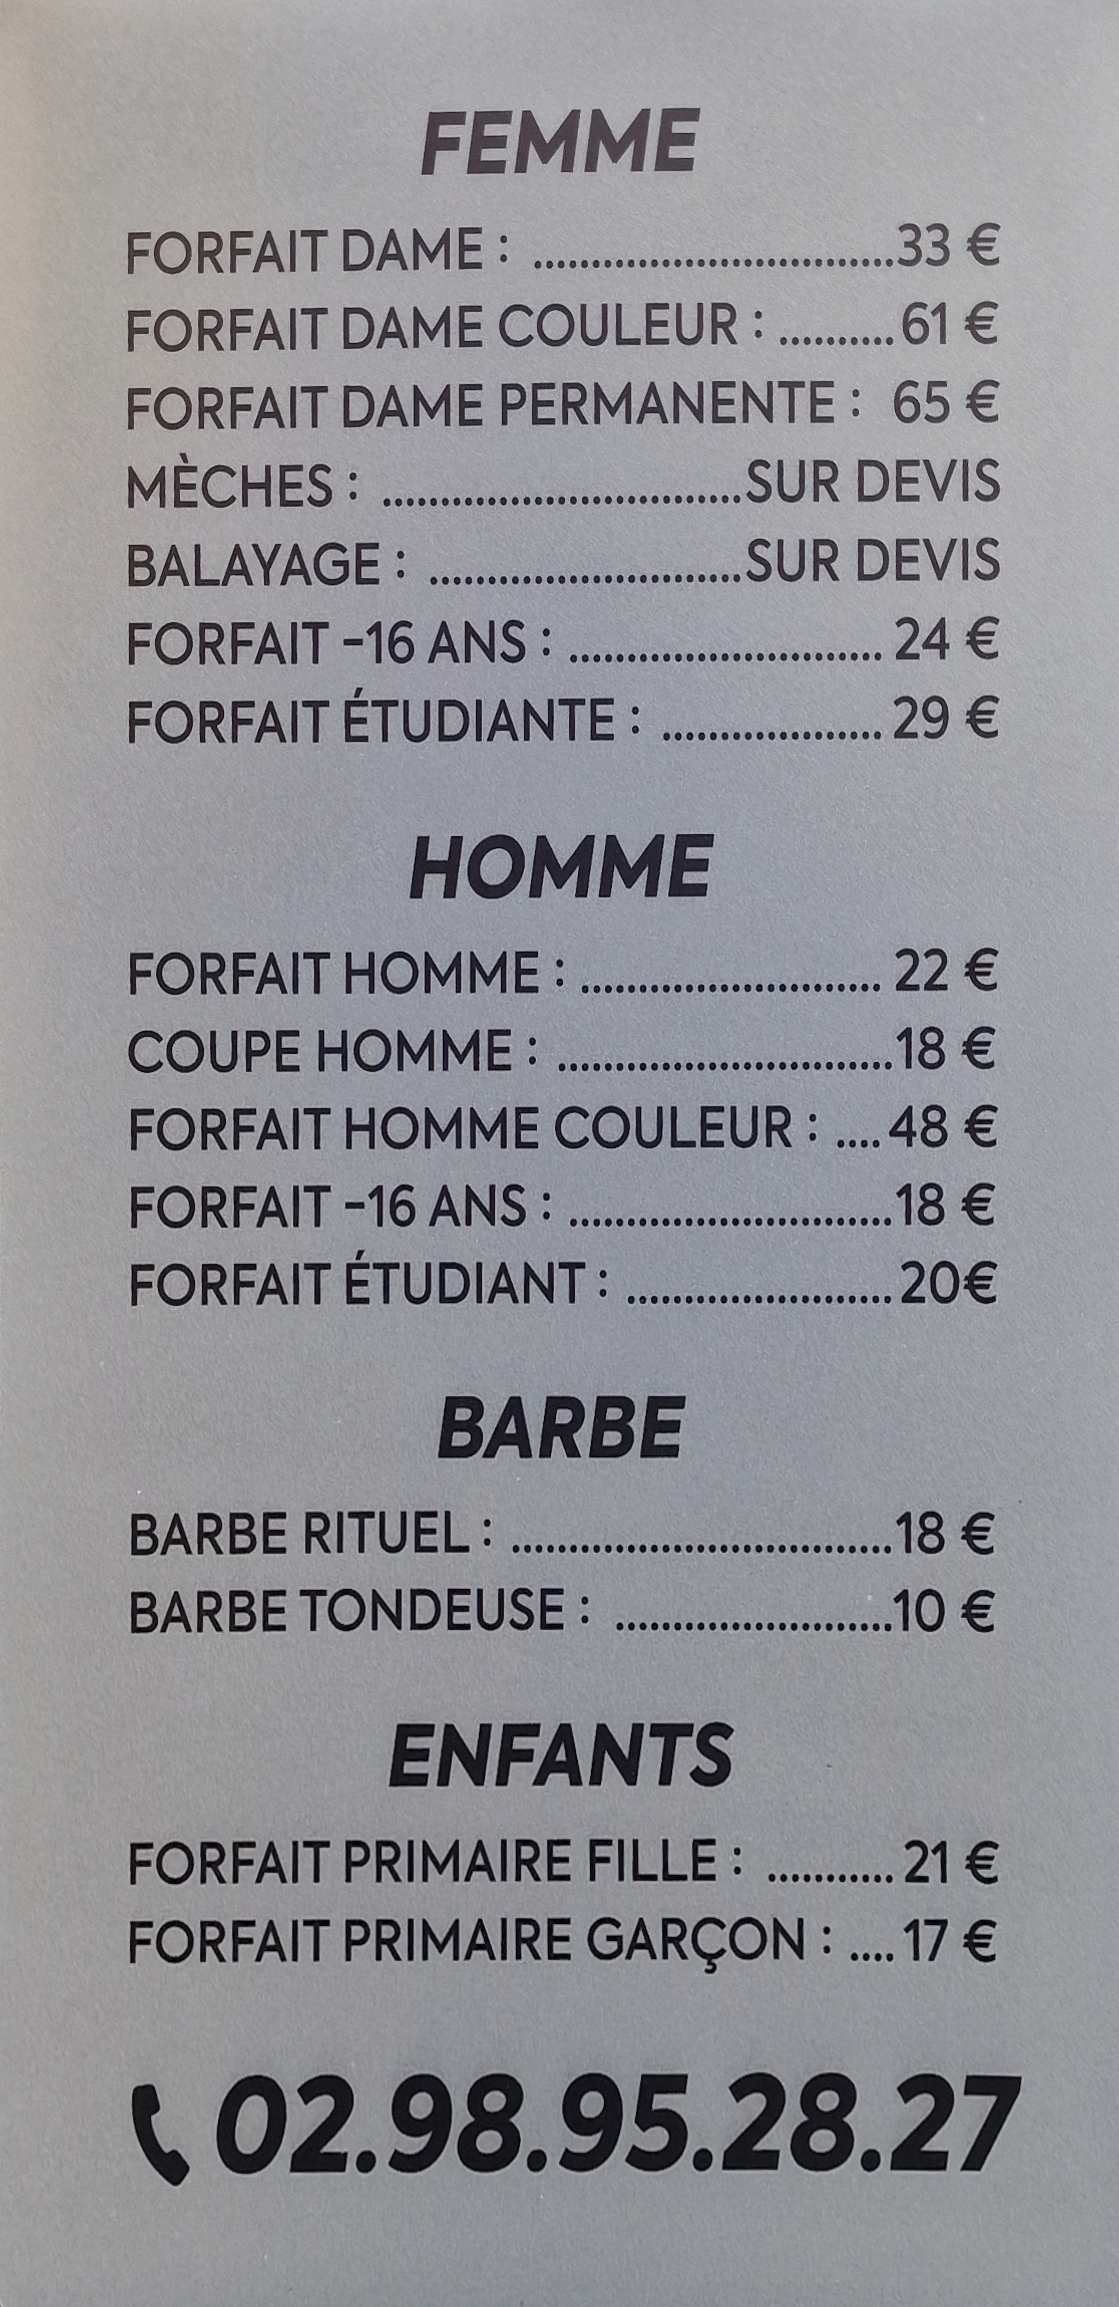 FEMME
FORFAIT DAME : ...............................33 €
FORFAIT DAME COULEUR : ..........61 €
FORFAIT DAME PERMANENTE : 65 €
MÈCHES : ...............................SUR DEVIS
BALAYAGE : ...........................SUR DEVIS
FORFAIT -16 ANS : ........................... 24 €
FORFAIT ÉTUDIANTE : ................... 29 €
HOMME
FORFAIT HOMME : .......................... 22 €
COUPE HOMME : .............................18 €
FORFAIT HOMME COULEUR : ....48 €
FORFAIT -16 ANS : ............................18 €
FORFAIT ÉTUDIANT : ....................... 20€
BARBE
BARBE RITUEL : .................................18 €
BARBE TONDEUSE : ........................10 €
ENFANTS
FORFAIT PRIMAIRE FILLE : ........... 21 €
FORFAIT PRIMAIRE GARÇON : .... 17 €
02.98.95.28.27